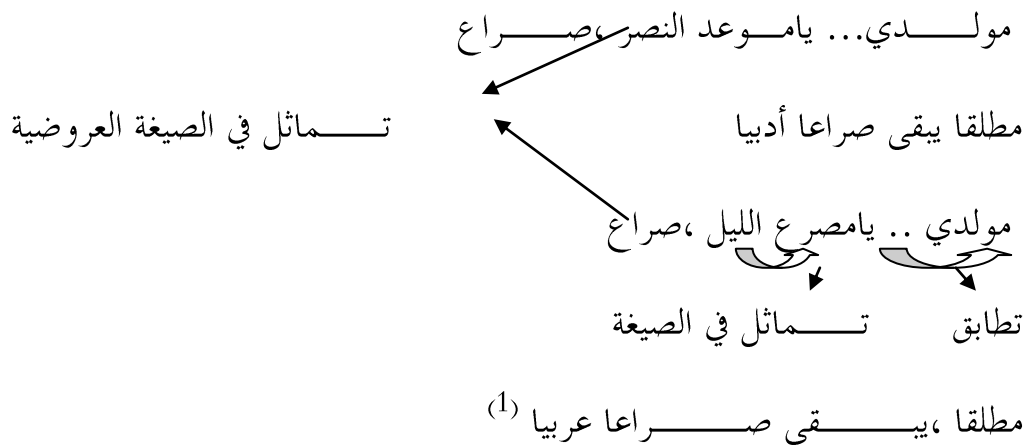 مولـــــدي... يامـــوعد النصر ،صـــــراع
مطلقا يبقى صراعا أدبيا تـــــماثل في الصيغة العروضية
مولدي .. يامصرع الليل ،صراع
تطابق تـــــماثل في الصيغة
مطلقا ،يبـــــقى صـــــراعا عربيا (1)